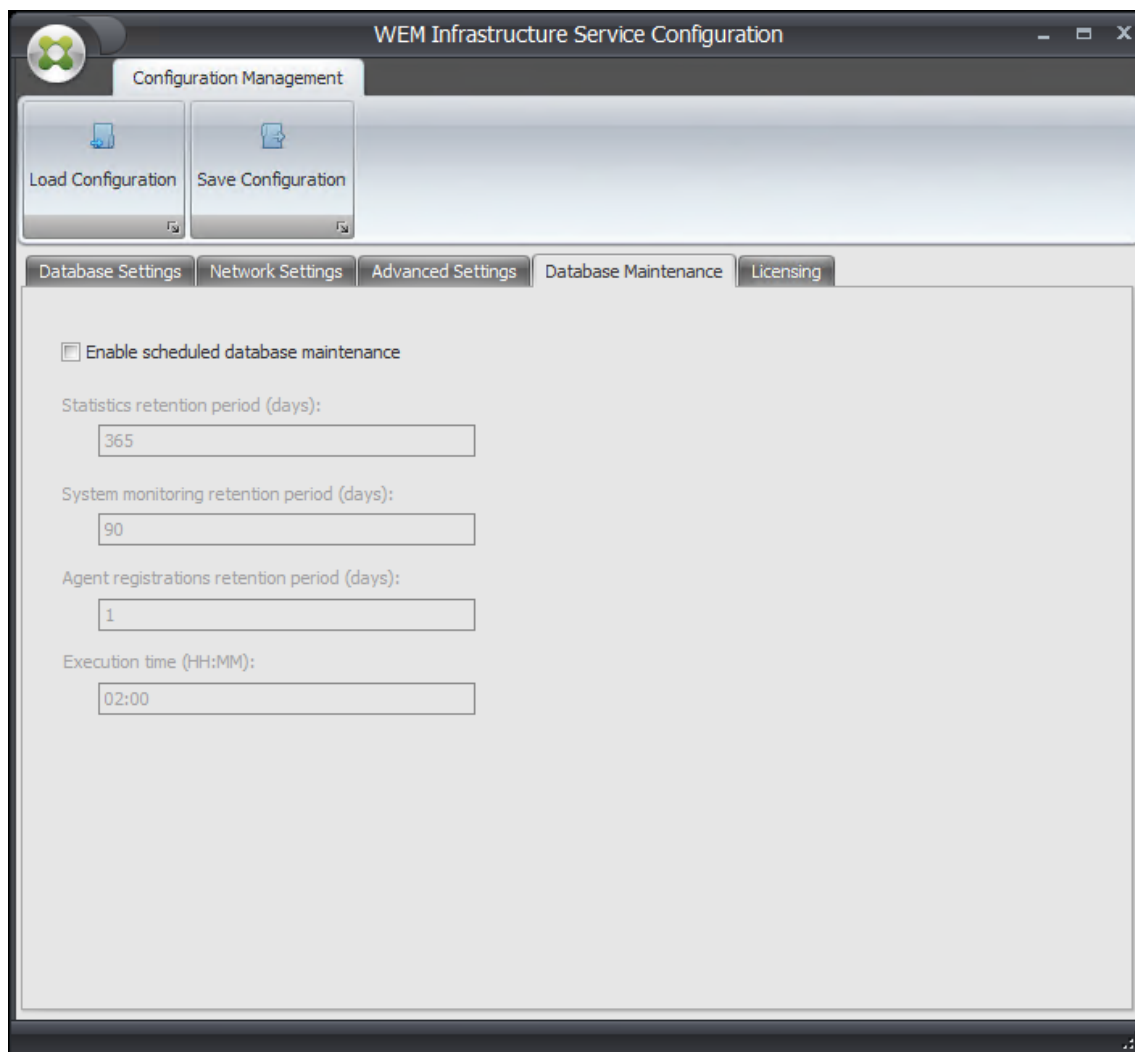 WEM Infrastructure Service Configuration
Configuration Management
Load Configuration Save Configuration
Database Settings Network Settings Advanced Settings Database Maintenance Licensing
Enable scheduled database maintenance
Statistics retention period (days):
365
System monitoring retention period (days):
90
Agent registrations retention period (days):
1
Execution time (HH:MM):
02:00